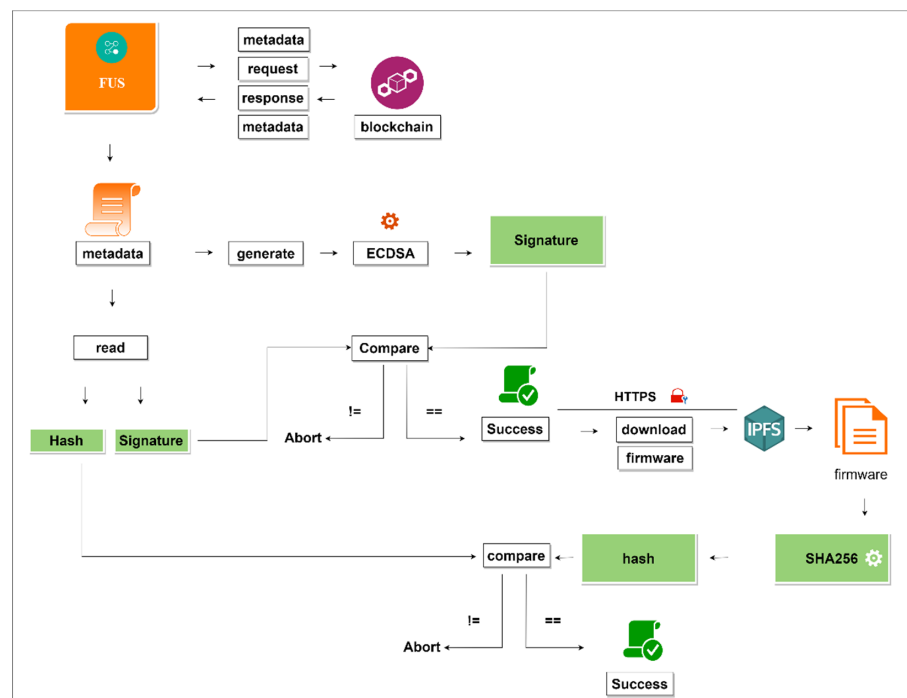 metadata
FUS
request
response
metadata
blockchain
metadata
generate
ECDSA
Signature
read
Compare
!=
==
HTTPS
Hash
Signature
Abort
Success
download
IPFS
firmware
firmware
compare
hash
SHA256
!=
==
Abort
Success